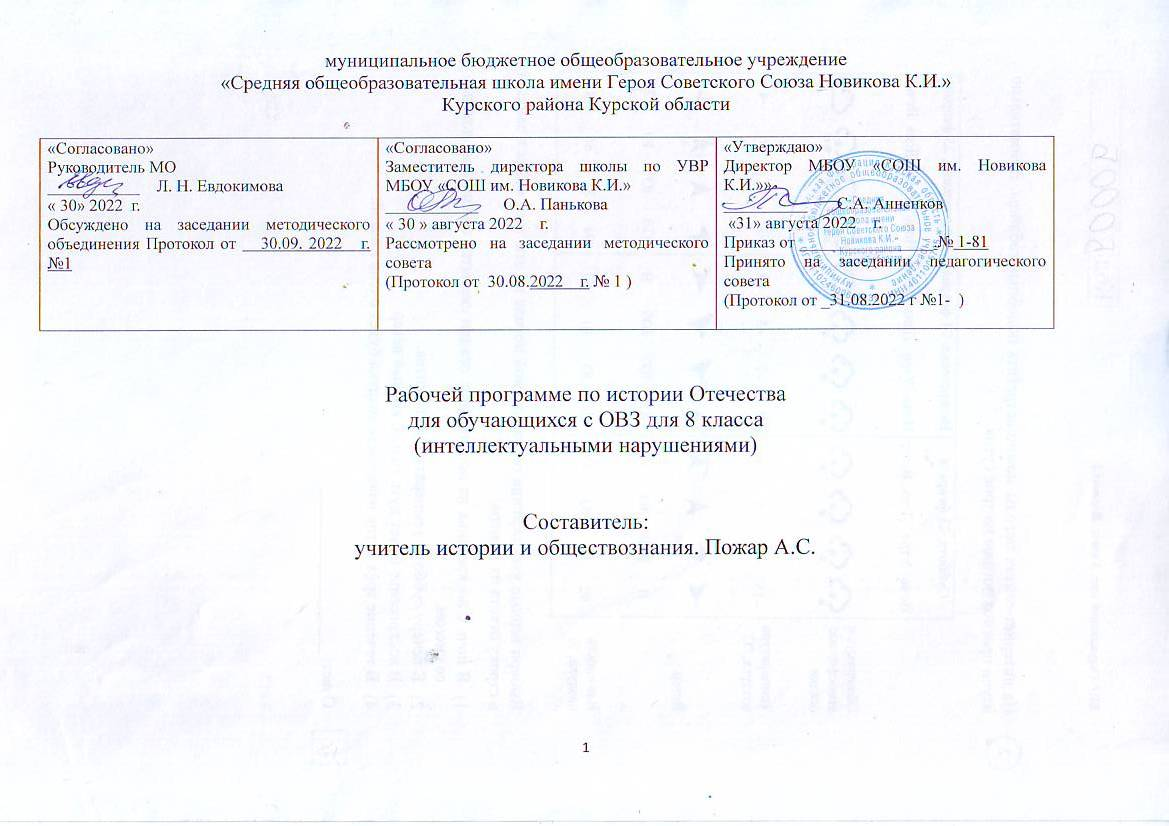 муниципальное бюджетное общеобразовательное учреждение
«Средняя общеобразовательная школа имени Героя Советского Союза Новикова К.И.»
Курского района Курской области
«Согласовано»
Руководитель МО
__________ Л. Н. Евдокимова
« 30» 2022 г.
Обсуждено на заседании методического
объединения Протокол от __30.09. 2022 г.
№1
«Согласовано»
Заместитель директора школы по УВР
МБОУ «СОШ им. Новикова К.И.»
__________ О.А. Панькова
« 30 » августа 2022 г.
Рассмотрено на заседании методического
совета
(Протокол от 30.08.2022 г. № 1 )
«Утверждаю»
Директор МБОУ «СОШ им. Новикова
К.И.»»
____________С.А. Анненков
«31» августа 2022 г.
Приказ от № 1-81
Принято на заседании педагогического
совета
(Протокол от _31.08.2022 г №1- )
Рабочей программе по истории Отечества
для обучающихся с ОВЗ для 8 класса
(интеллектуальными нарушениями)
Составитель:
учитель истории и обществознания. Пожар А.С.
1